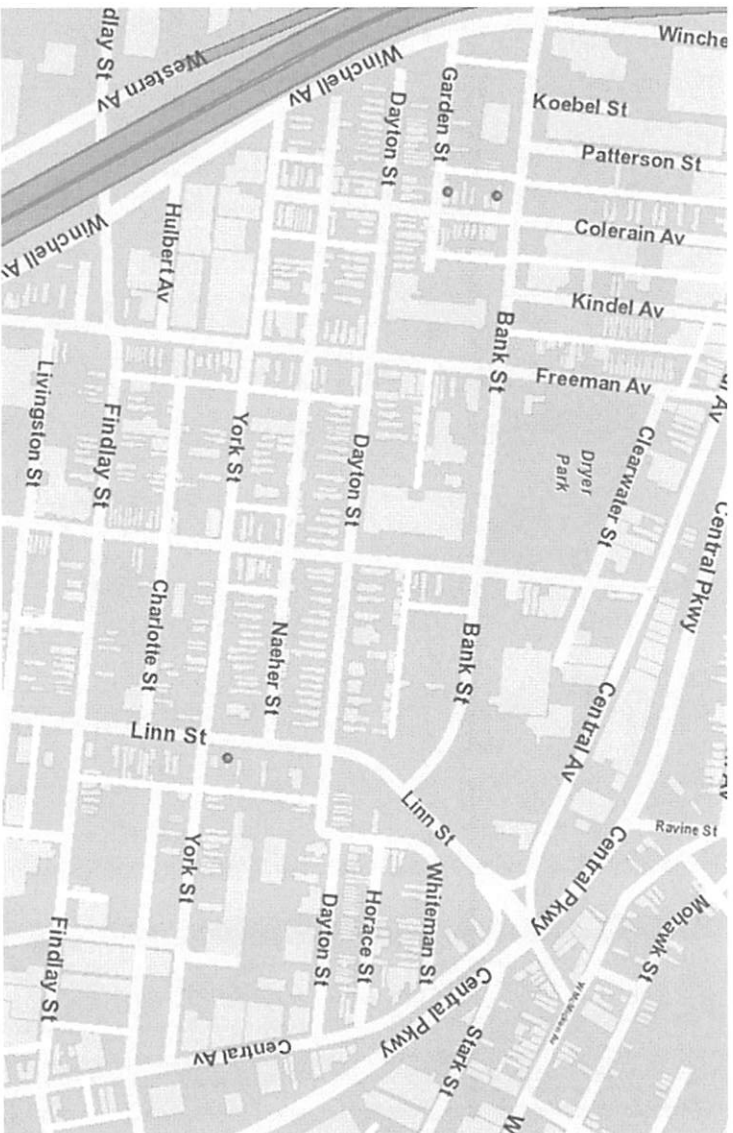 dlay St
Western Av
Winchell Av
Winche
Garden St
Koebel St
Dayton St
Patterson St
Colerain Av
Hulbert Av
Winchell Av
Kindel Av
Bank St
Freeman Av
Livingston St
Findlay St
York St
Dayton St
Dryer
Park
Clearwater St
Central Pkwy
Charlotte St
Naeher St
Bank St
Central Av
Linn St
Linn St
Ravine St
Central Pkwy
York St
Whiteman St
Horace St
Dayton St
Mohawk St
Findlay St
Central Pkwy
Central Av
Stark St
W